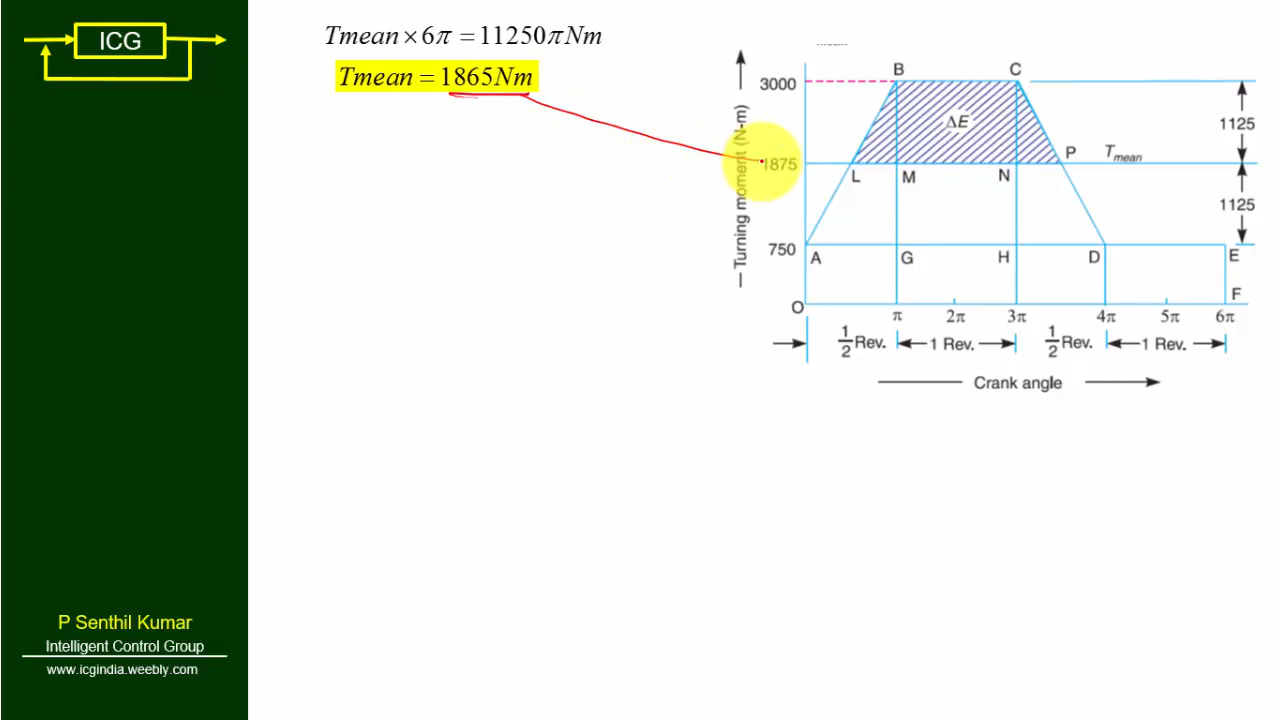 ICG
Tmean × 6π = 11250πNm
Tmean = 1865Nm
3000
1875
750
Turning moment (N-m)
B
C
ΔE
P
T mean
L
M
N
A
G
H
D
E
F
O
1125
1125
π
2π
3π
4π
5π
6π
1/2 Rev.
1 Rev.
1/2 Rev.
1 Rev.
Crank angle
P Senthil Kumar
Intelligent Control Group
www.icgindia.weebly.com